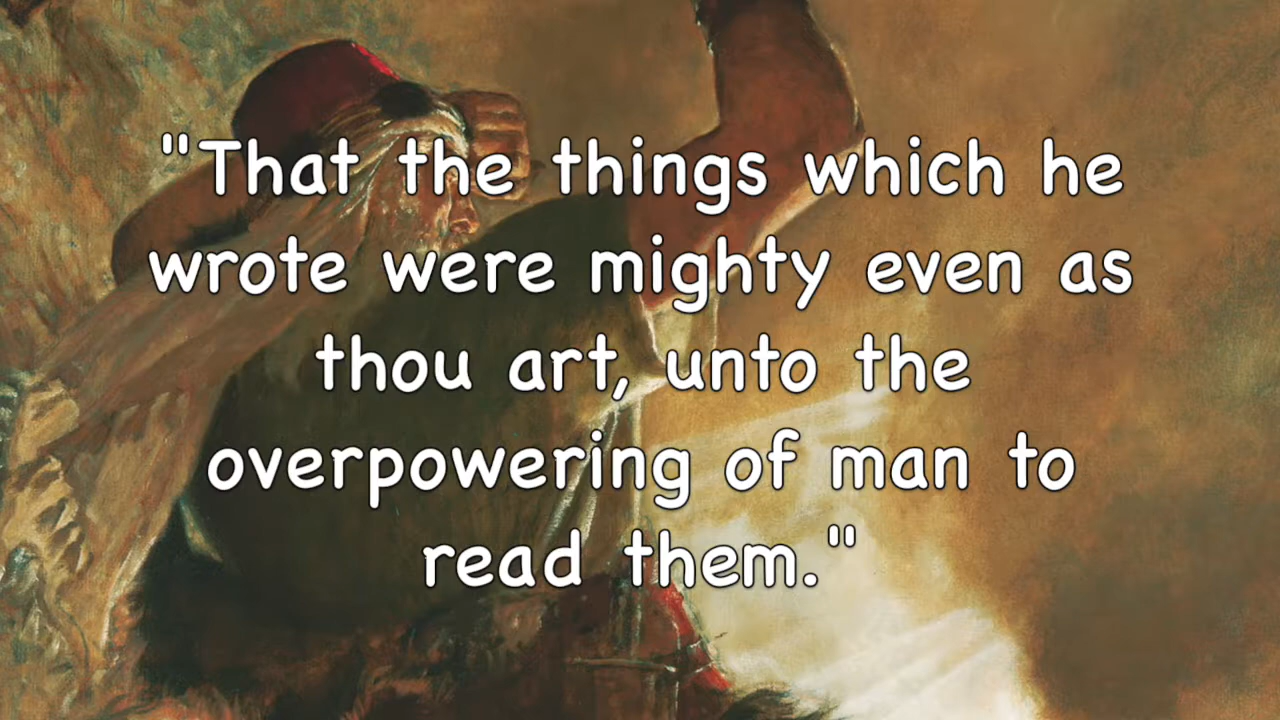 "That the things which he
wrote were mighty even as
thou art, unto the
overpowering of man to
read them."